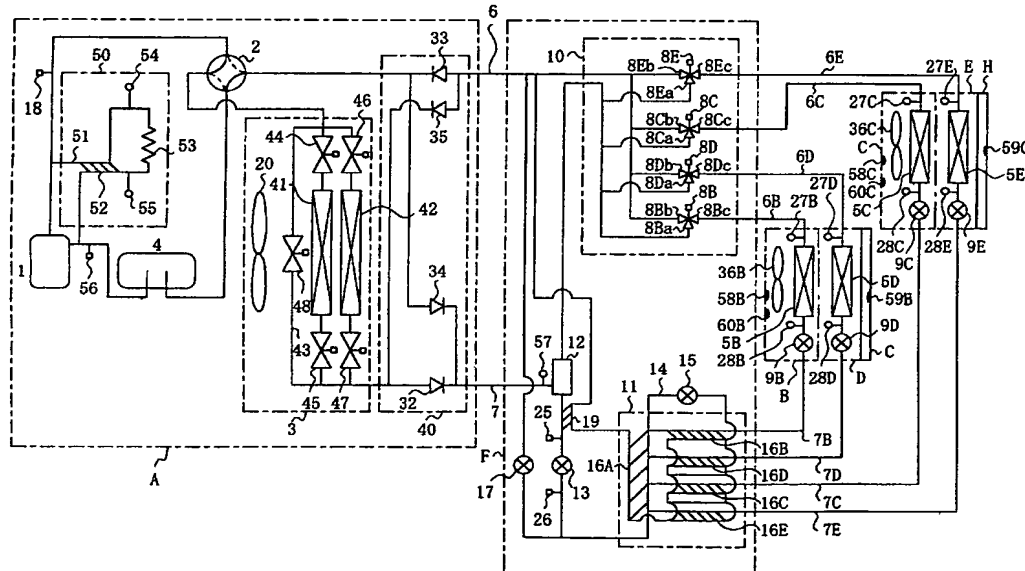 33
6
2
50
54
10
8E
8Eb
8Ec
6E
27E
E
H
18
8Ea
6C
27C
51
35
46
8C
8Cb
8Cc
44
36C
59C
53
8Ca
C
20
8D
8Db
8Dc
6D
58C
52
41
27D
60C
5E
8Da
55
42
8B
5C
8Bb
8Bc
6B
27B
28C
28E
9E
4
8Ba
9C
1
34
36B
5D
48
58B
59B
56
12
60B
9D
43
57
5B
15
28B
C
14
9B
28D
D
45
47
32
7
11
B
3
25
19
40
16B
7B
A
F
16A
16D
7D
17
13
16C
7C
26
16E
7E